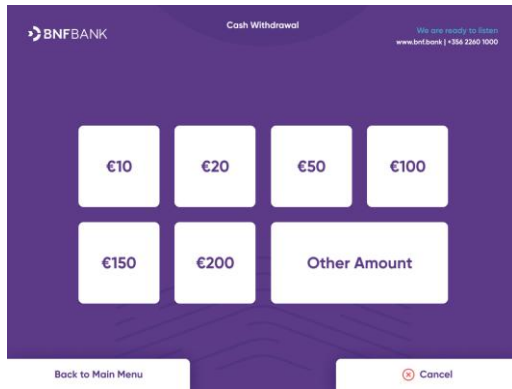 BNFBANK
Cash Withdrawal
We are ready to listen
www.bnf.bank | +356 2260 1000
€10
€20
€50
€100
€150
€200
Other Amount
Back to Main Menu
Cancel